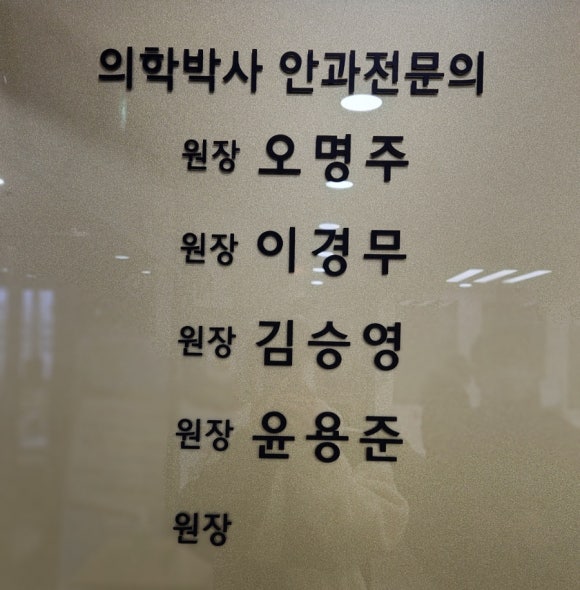 의학박사 안과전문의
원장 오명주
원장 이경무
원장 김승영
원장 윤용준
원장